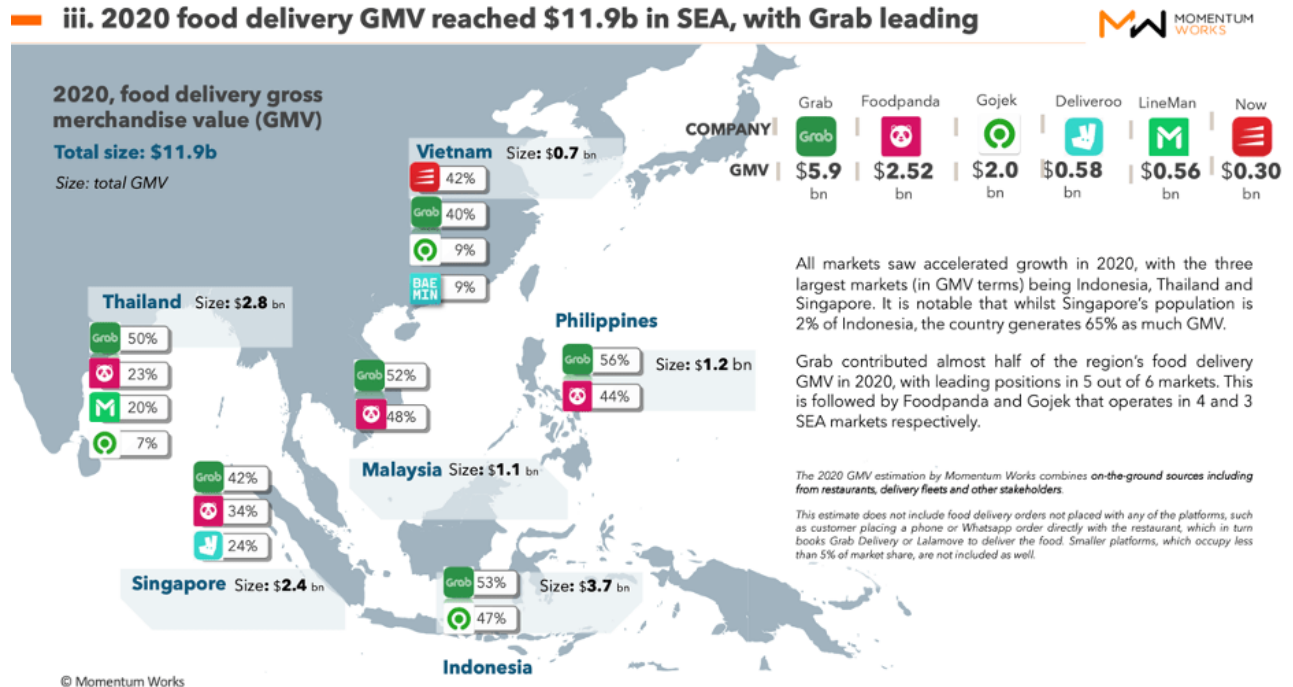 iii. 2020 food delivery GMV reached $11.9b in SEA, with Grab leading
MOMENTUM
WORKS
2020, food delivery gross
merchandise value (GMV)
Total size: $11.9b
Size: total GMV
COMPANY
Grab
Foodpanda
Gojek
Deliveroo
LineMan
Now
Grab
GMV
$5.9
bn
$2.52
bn
$2.0
bn
$0.58
bn
$0.56
bn
$0.30
bn
Vietnam Size: $0.7 bn
42%
Grab 40%
9%
BAE
MIN
9%
Thailand Size: $2.8 bn
Grab 50%
23%
20%
7%
Philippines
Grab 56%
44%
Size: $1.2 bn
Grab 52%
48%
Malaysia Size: $1.1 bn
Grab 42%
34%
24%
Singapore Size: $2.4 bn
Grab 53%
47%
Size: $3.7 bn
Indonesia
All markets saw accelerated growth in 2020, with the three
largest markets (in GMV terms) being Indonesia, Thailand and
Singapore. It is notable that whilst Singapore's population is
2% of Indonesia, the country generates 65% as much GMV.
Grab contributed almost half of the region's food delivery
GMV in 2020, with leading positions in 5 out of 6 markets. This
is followed by Foodpanda and Gojek that operates in 4 and 3
SEA markets respectively.
The 2020 GMV estimation by Momentum Works combines on-the-ground sources including
from restaurants, delivery fleets and other stakeholders.
This estimate does not include food delivery orders not placed with any of the platforms, such
as customer placing a phone or Whatsapp order directly with the restaurant, which in turn
books Grab Delivery or Lalamove to deliver the food. Smaller platforms, which occupy less
than 5% of market share, are not included as well.
© Momentum Works